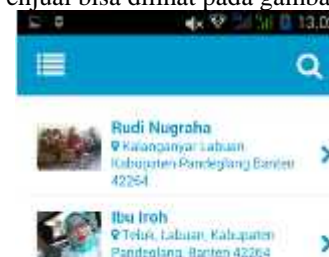 enjual bisa dilihat pada gamba
13.0
Rudi Nugraha
Kalanganyar Labuan
Kabupaten Pandeglang Banten
42264
Ibu Iroh
Teluk, Labuan, Kabupaten
Pandeglang, Banten 42264